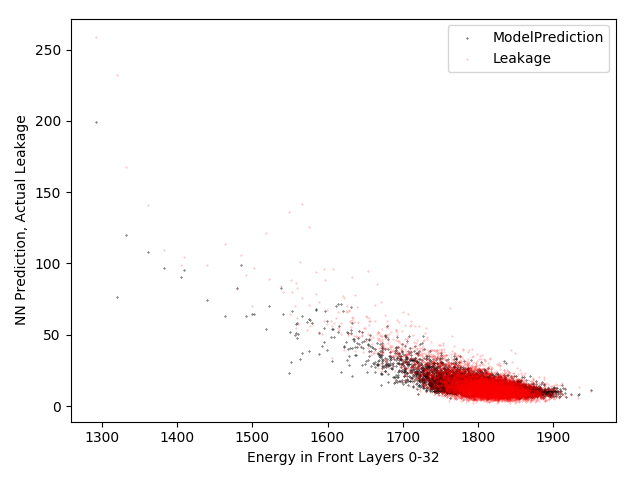 ModelPrediction
Leakage
NN Prediction, Actual Leakage
250
200
150
100
50
0
1300 1400 1500 1600 1700 1800 1900
Energy in Front Layers 0-32